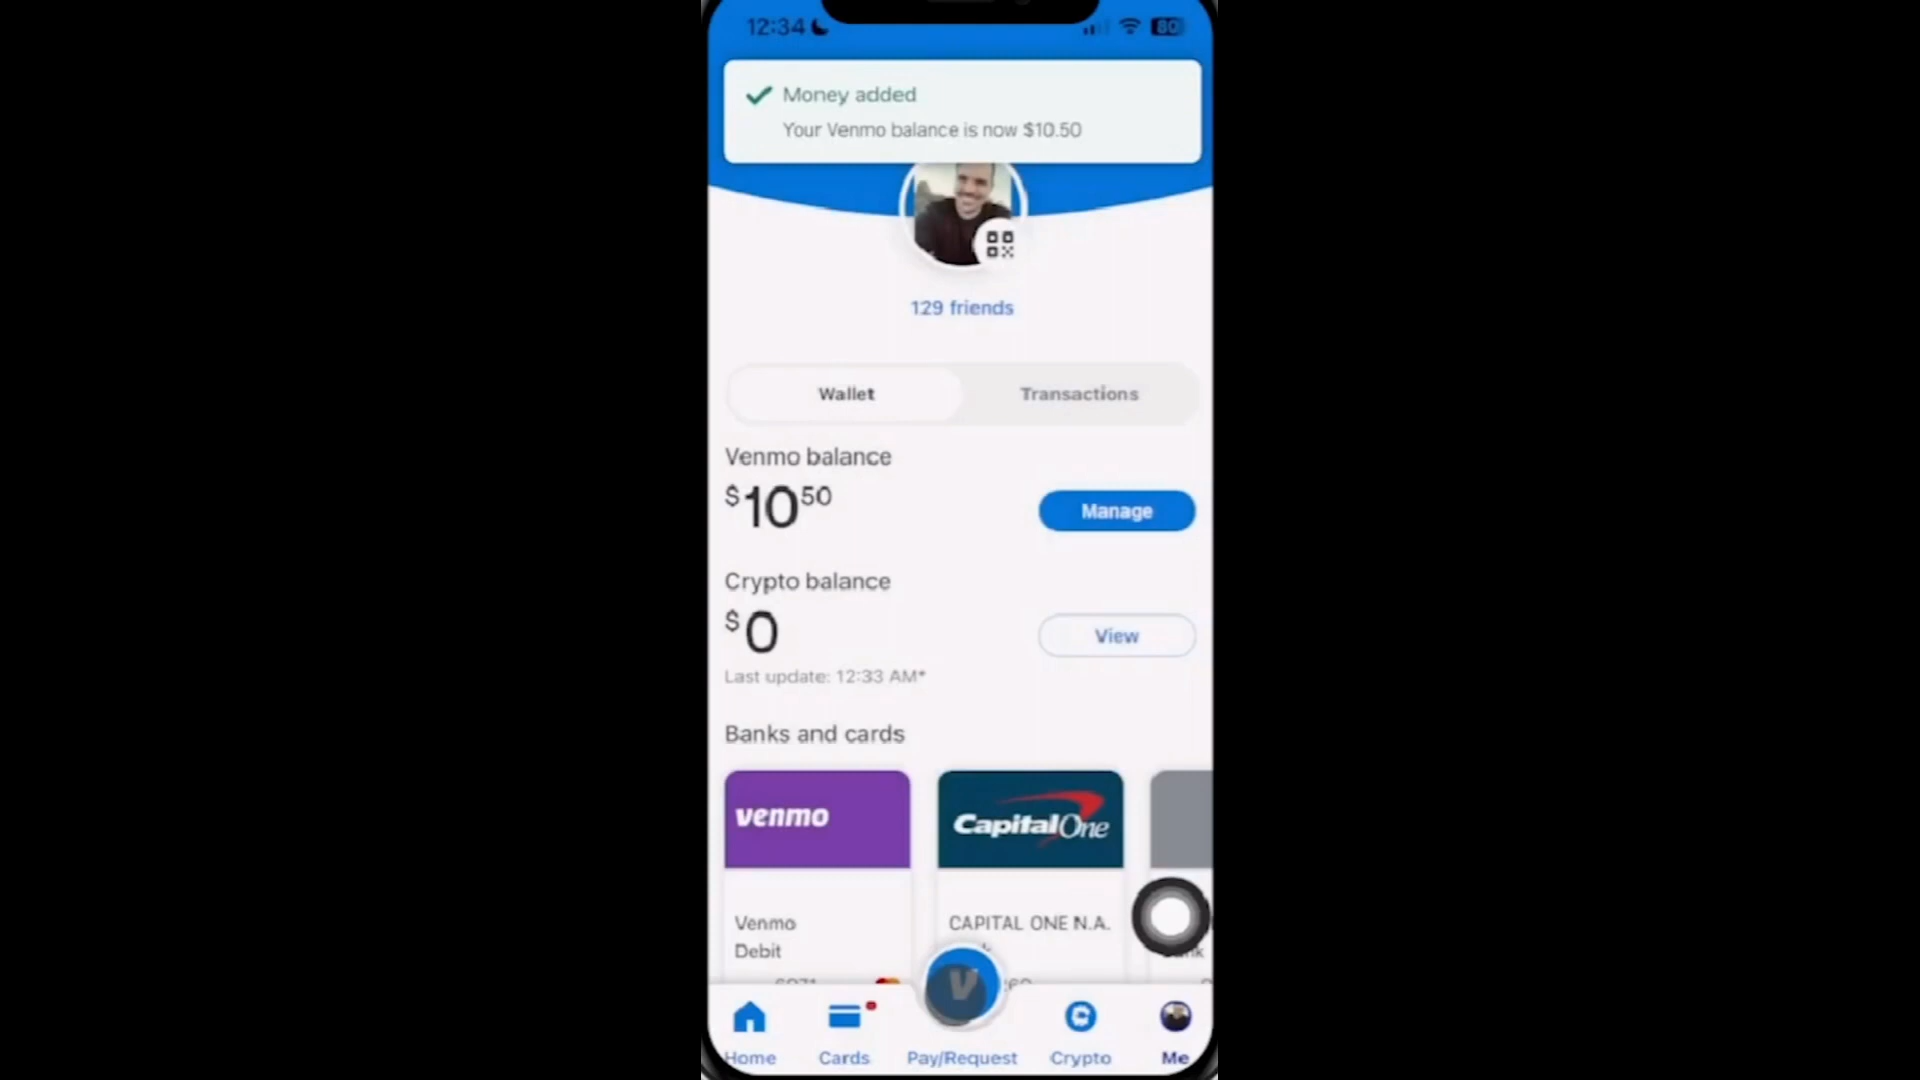 12:34
80
Money added
Your Venmo balance is now $10.50
129 friends
Wallet
Transactions
Venmo balance
$10 50
Manage
Crypto balance
$0
View
Last update: 12:33 AM*
Banks and cards
venmo
Capital One
Venmo
Debit
CAPITAL ONE N.A.
V
Home
Cards
Pay/Request
Crypto
Me